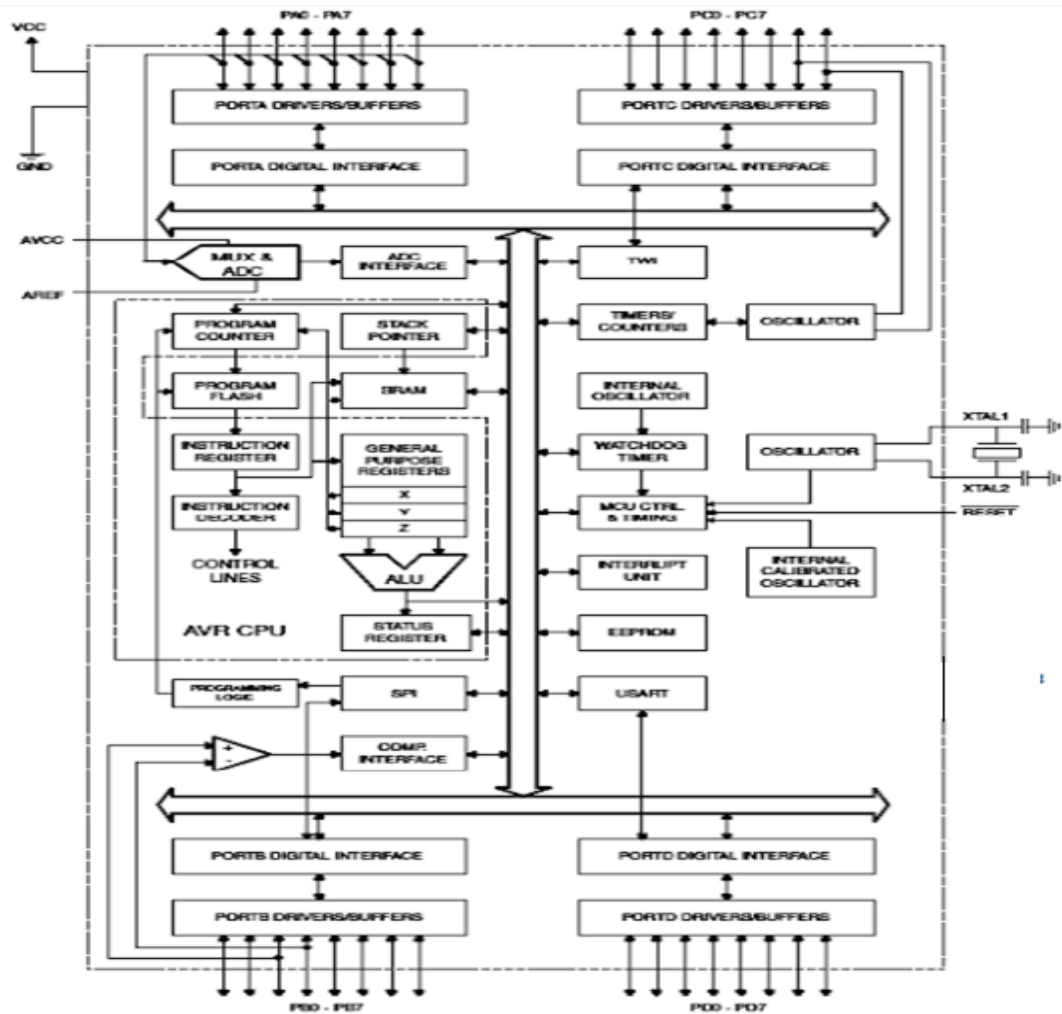 PA0 - PA7
PC0 - PC7
VCC
PORTA DRIVERS/BUFFERS
PORTC DRIVERS/BUFFERS
GND
PORTA DIGITAL INTERFACE
PORTC DIGITAL INTERFACE
AVCC
MUX &
ADC
ADC
INTERFACE
TWI
AREF
PROGRAM
COUNTER
STACK
POINTER
TIMERS/
COUNTERS
OSCILLATOR
PROGRAM
FLASH
SRAM
INTERNAL
OSCILLATOR
XTAL1
INSTRUCTION
REGISTER
GENERAL
PURPOSE
REGISTERS
WATCHDOG
TIMER
OSCILLATOR
XTAL2
X
INSTRUCTION
DECODER
Y
MCU CTRL.
& TIMING
RESET
Z
CONTROL
LINES
ALU
INTERRUPT
UNIT
INTERNAL
CALIBRATED
OSCILLATOR
AVR CPU
STATUS
REGISTER
EEPROM
PROGRAMMING
LOGIC
SPI
USART
+
-
COMP.
INTERFACE
PORTB DIGITAL INTERFACE
PORTD DIGITAL INTERFACE
PORTB DRIVERS/BUFFERS
PORTD DRIVERS/BUFFERS
PB0 - PB7
PD0 - PD7